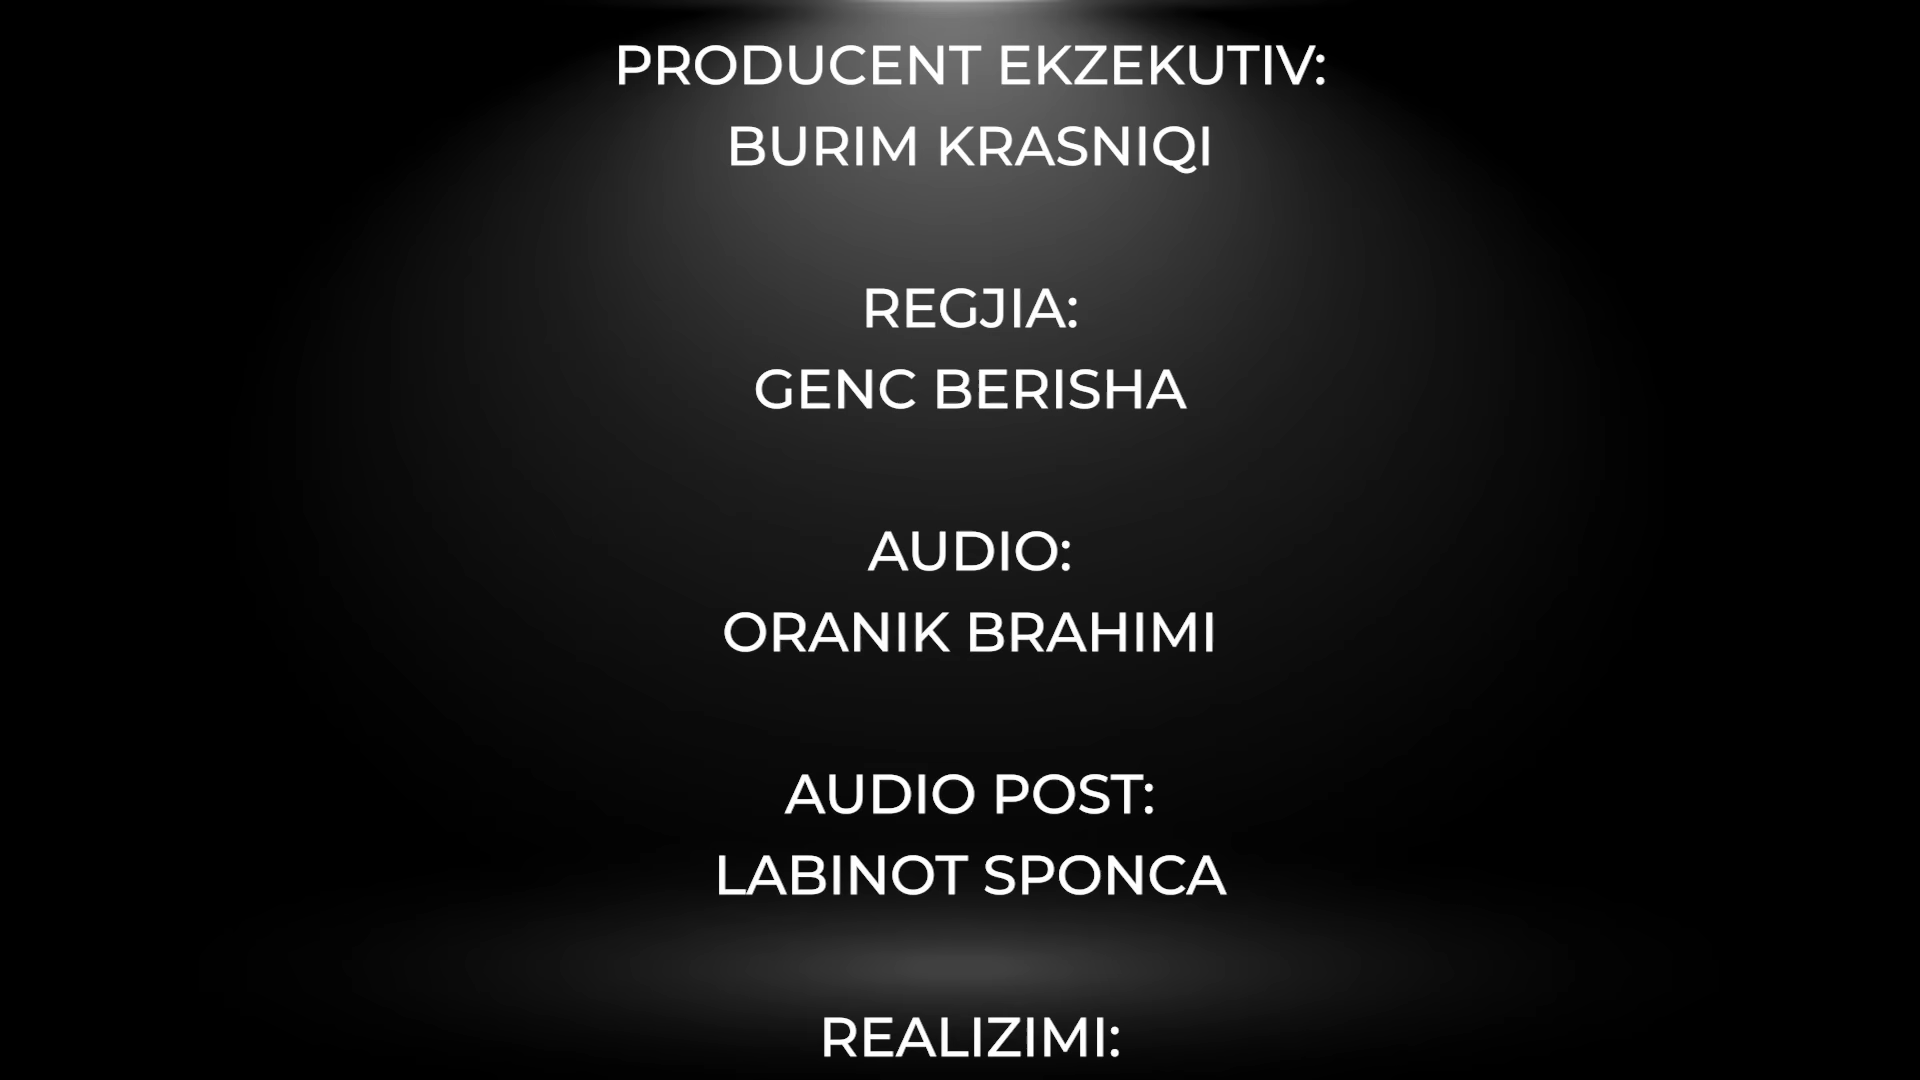 PRODUCENT EKZEKUTIV:
BURIM KRASNIQI
REGJIA:
GENC BERISHA
AUDIO:
ORANIK BRAHIMI
AUDIO POST:
LABINOT SPONCA
REALIZIMI: